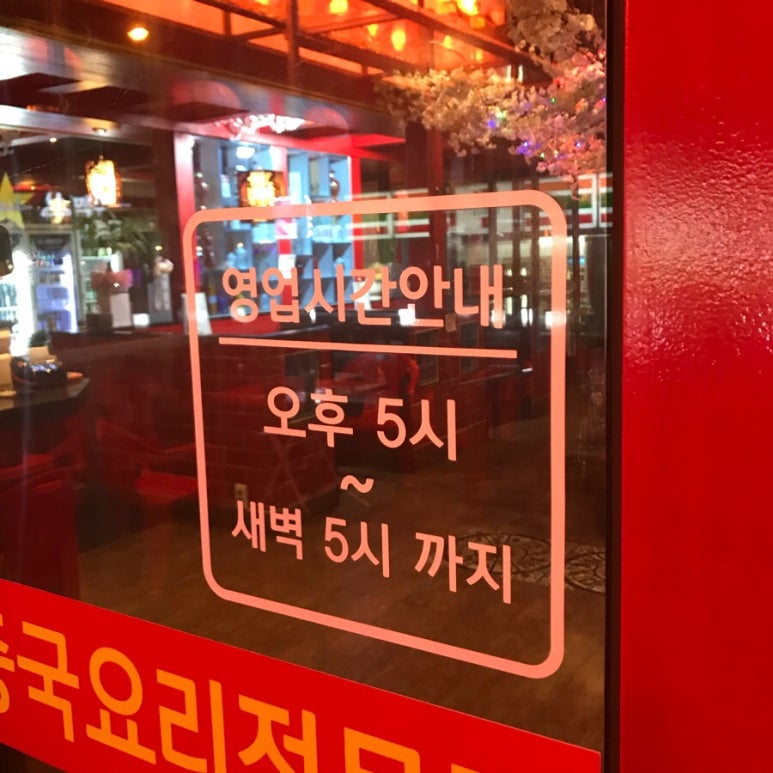 영업시간안내
오후 5시
~
새벽 5시 까지
중국요리전문